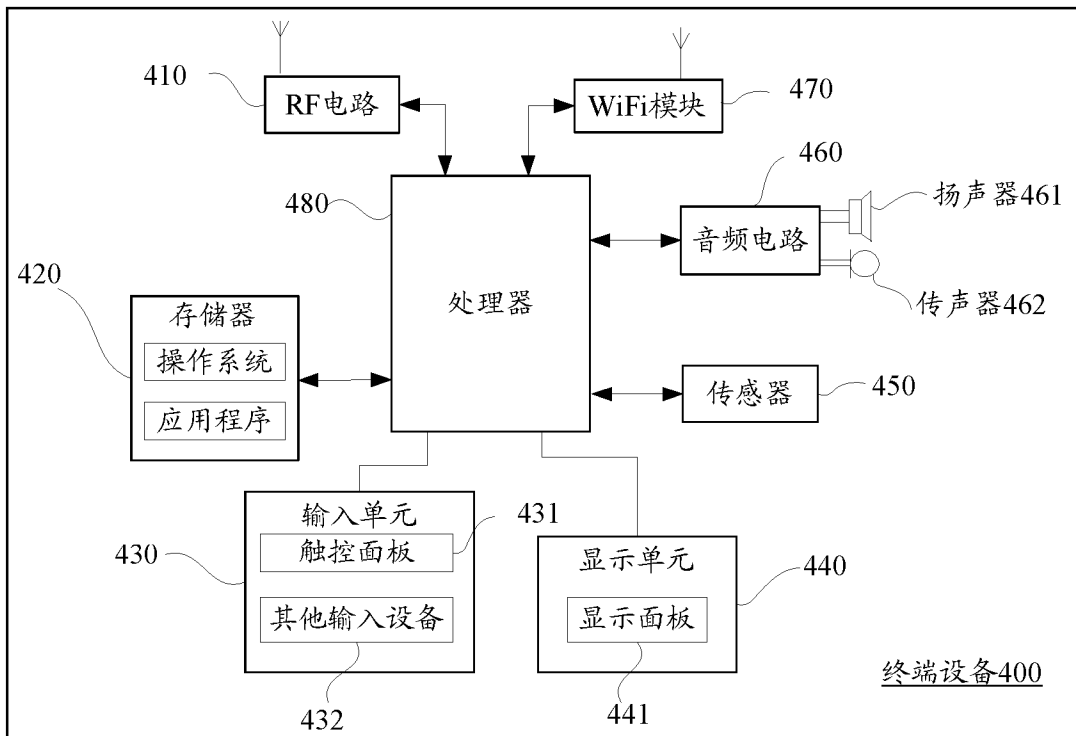 410
RF电路
WiFi模块
470
480
460
扬声器461
音频电路
传声器462
420
存储器
操作系统
应用程序
处理器
传感器
450
输入单元
431
430
触控面板
其他输入设备
432
显示单元
440
显示面板
441
终端设备400